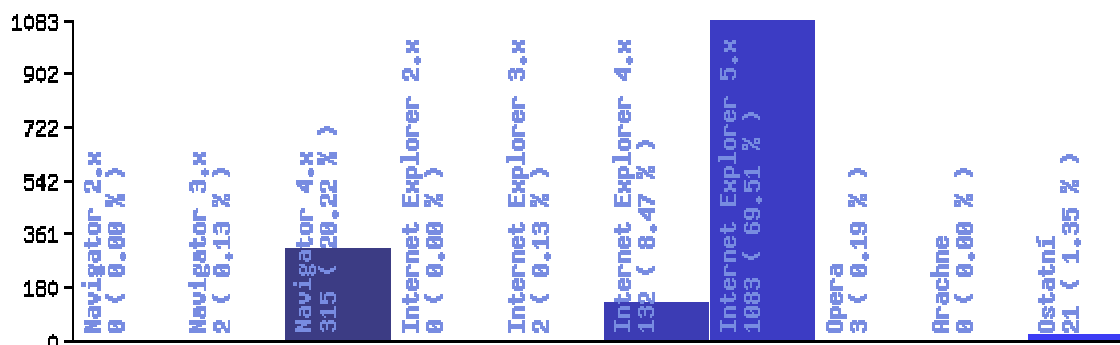 1083
902
722
542
361
180
0
Navigator 2.x
0 ( 0.00 % )
Navigator 3.x
2 ( 0.13 % )
Navigator 4.x
315 ( 20.22 % )
Internet Explorer 2.x
0 ( 0.00 % )
Internet Explorer 3.x
2 ( 0.13 % )
Internet Explorer 4.x
132 ( 8.47 % )
Internet Explorer 5.x
1083 ( 69.51 % )
Opera
3 ( 0.19 % )
Arachne
0 ( 0.00 % )
Ostatní
21 ( 1.35 % )